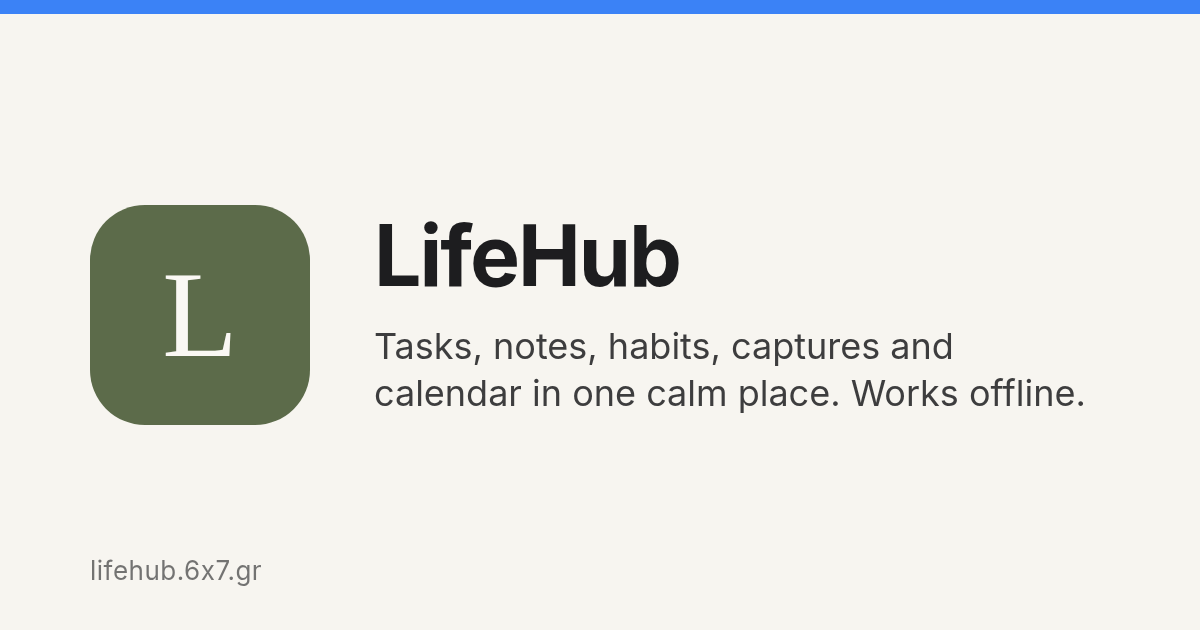 L
LifeHub
Tasks, notes, habits, captures and
calendar in one calm place. Works offline.
lifehub.6x7.gr